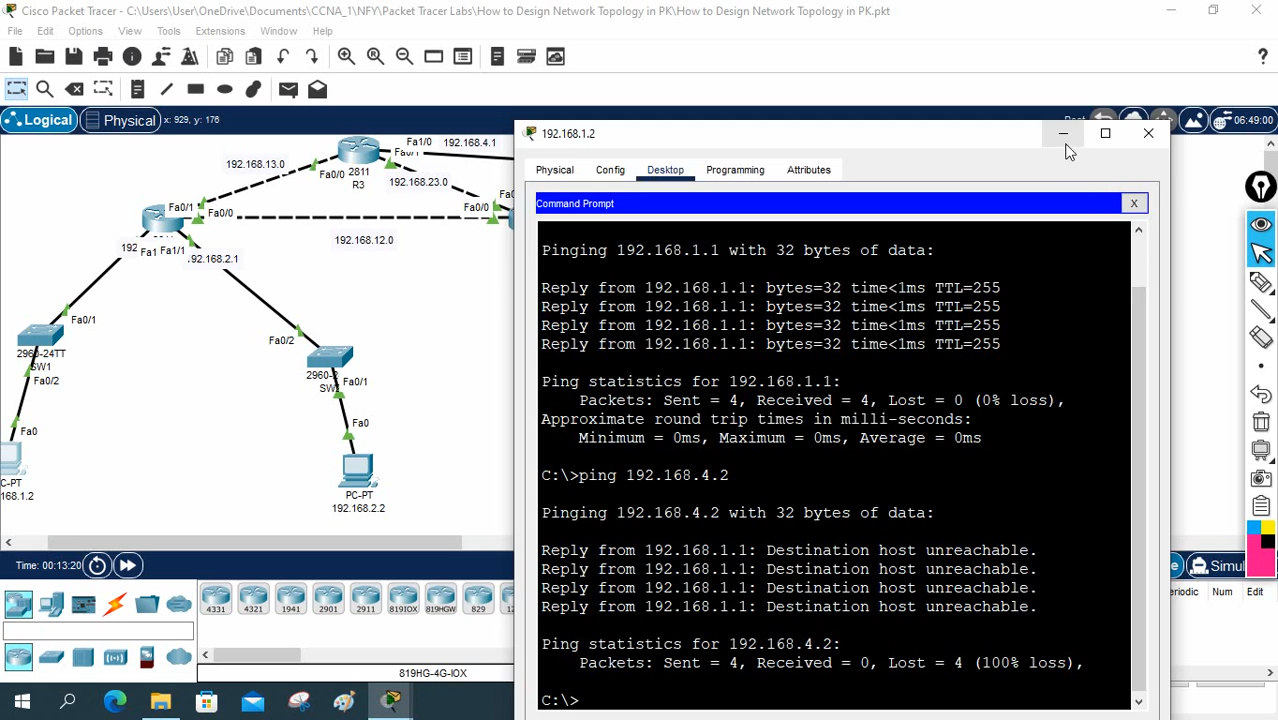 Cisco Packet Tracer - C:\Users\User\OneDrive\Documents\CCNA_1\NFY\Packet Tracer Labs\How to Design Network Topology in PK\How to Design Network Topology in PK.pkt
File Edit Options View Tools Extensions Window Help
Logical Physical x: 929, y: 176
06:49:00
Fa1/0 192.168.4.1
192.168.13.0
Fa0/0
2811
R3
192.168.23.0
Fa0/1
Fa0/0
Fa0/0
192.168.12.0
Fa1 Fa1/1
192.168.2.1
Fa0/1
2960-24TT
SW1
Fa0/2
Fa0/2
Fa0/1
Fa0
Fa0
C-PT
168.1.2
PC-PT
192.168.2.2
192.168.1.2
Physical Config Desktop Programming Attributes
Command Prompt X
Pinging 192.168.1.1 with 32 bytes of data:
Reply from 192.168.1.1: bytes=32 time<1ms TTL=255
Reply from 192.168.1.1: bytes=32 time<1ms TTL=255
Reply from 192.168.1.1: bytes=32 time<1ms TTL=255
Reply from 192.168.1.1: bytes=32 time<1ms TTL=255
Ping statistics for 192.168.1.1:
Packets: Sent = 4, Received = 4, Lost = 0 (0% loss),
Approximate round trip times in milli-seconds:
Minimum = 0ms, Maximum = 0ms, Average = 0ms
C:\>ping 192.168.4.2
Pinging 192.168.4.2 with 32 bytes of data:
Reply from 192.168.1.1: Destination host unreachable.
Reply from 192.168.1.1: Destination host unreachable.
Reply from 192.168.1.1: Destination host unreachable.
Reply from 192.168.1.1: Destination host unreachable.
Ping statistics for 192.168.4.2:
Packets: Sent = 4, Received = 0, Lost = 4 (100% loss),
C:\>
Time: 00:13:20
Simul
eriodic Num Edit
4331 4321 1941 2901 2911 819IOX 819HGW 829
819HG-4G-IOX